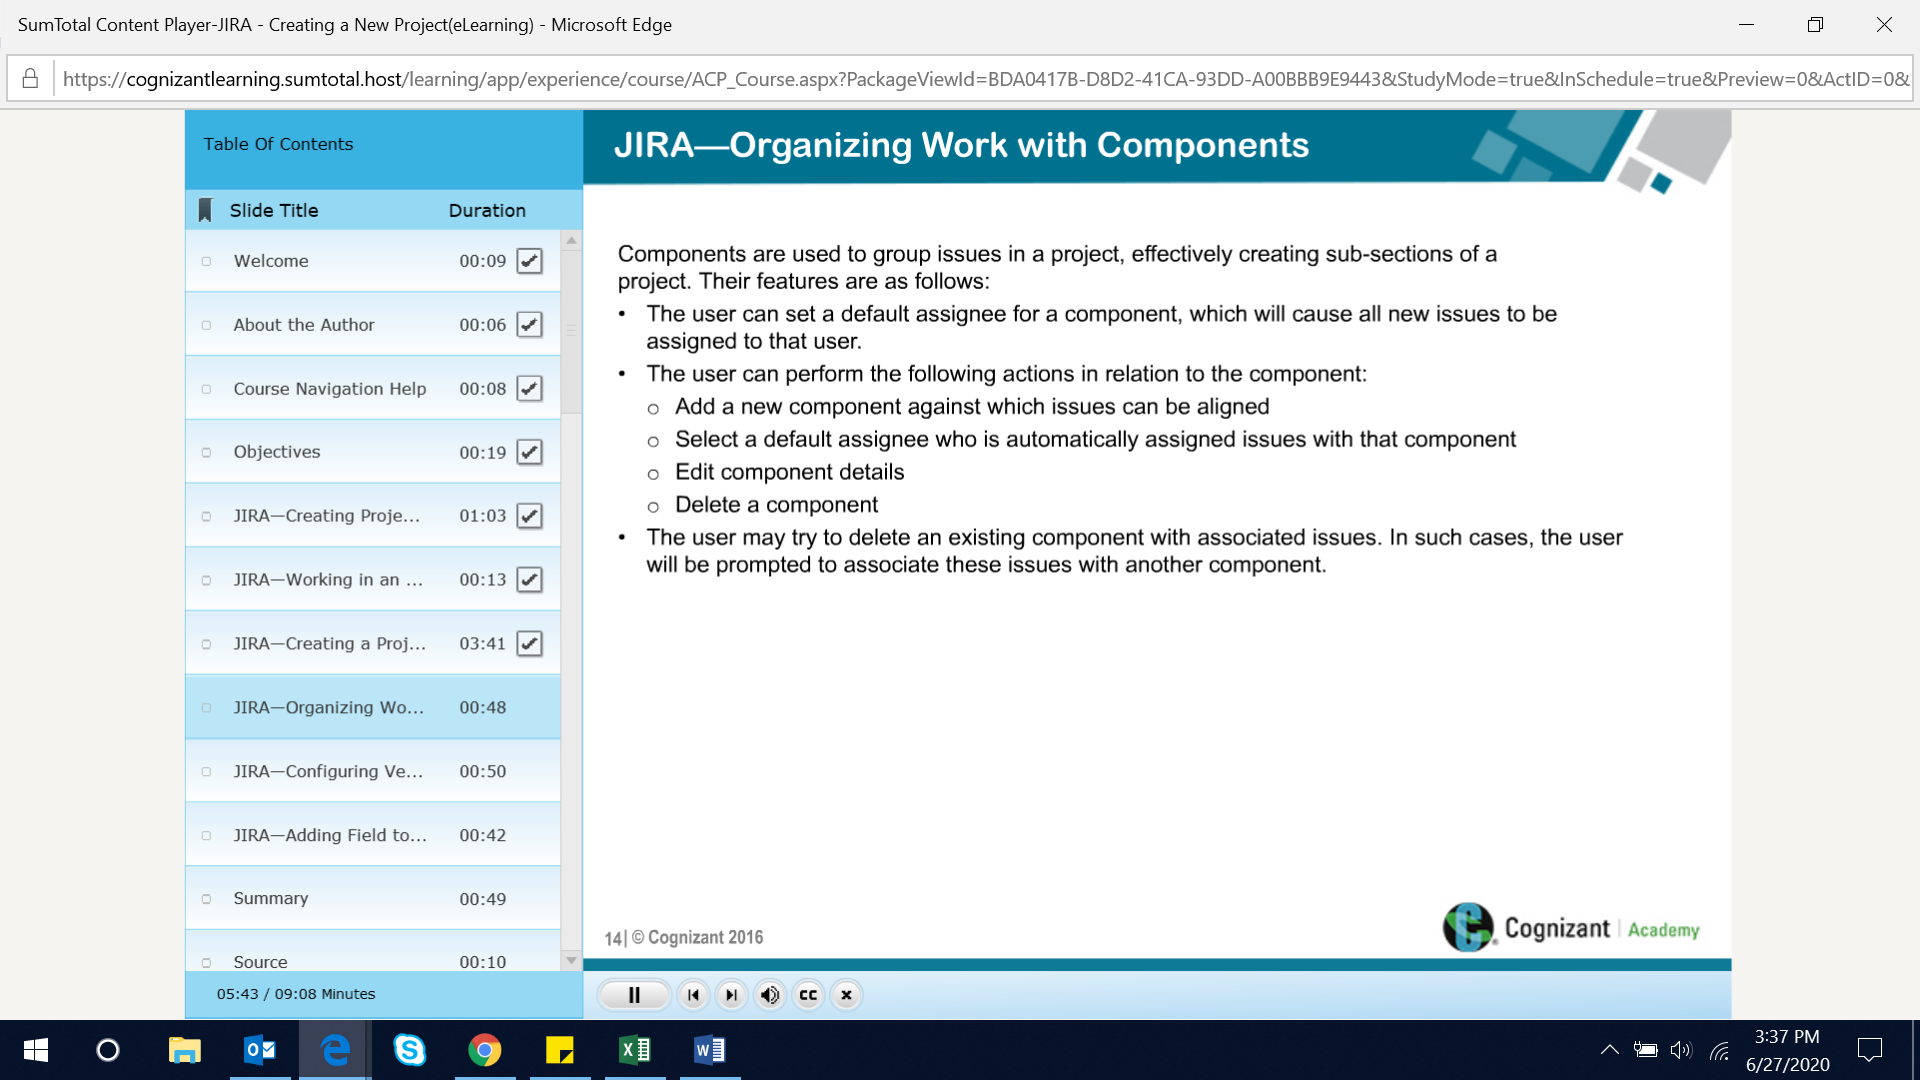 SumTotal Content Player-JIRA - Creating a New Project(eLearning) - Microsoft Edge
https://cognizantlearning.sumtotal.host/learning/app/experience/course/ACP_Course.aspx?PackageViewId=BDA0417B-D8D2-41CA-93DD-A00BBB9E9443&StudyMode=true&InSchedule=true&Preview=0&ActID=0&
Table Of Contents
Slide Title Duration
Welcome 00:09
About the Author 00:06
Course Navigation Help 00:08
Objectives 00:19
JIRA—Creating Proje... 01:03
JIRA—Working in an ... 00:13
JIRA—Creating a Proj... 03:41
JIRA—Organizing Wo... 00:48
JIRA—Configuring Ve... 00:50
JIRA—Adding Field to... 00:42
Summary 00:49
Source 00:10
05:43 / 09:08 Minutes
JIRA—Organizing Work with Components
Components are used to group issues in a project, effectively creating sub-sections of a
project. Their features are as follows:
• The user can set a default assignee for a component, which will cause all new issues to be
assigned to that user.
• The user can perform the following actions in relation to the component:
o Add a new component against which issues can be aligned
o Select a default assignee who is automatically assigned issues with that component
o Edit component details
o Delete a component
• The user may try to delete an existing component with associated issues. In such cases, the user
will be prompted to associate these issues with another component.
14| © Cognizant 2016
Cognizant | Academy
CC
3:37 PM
6/27/2020